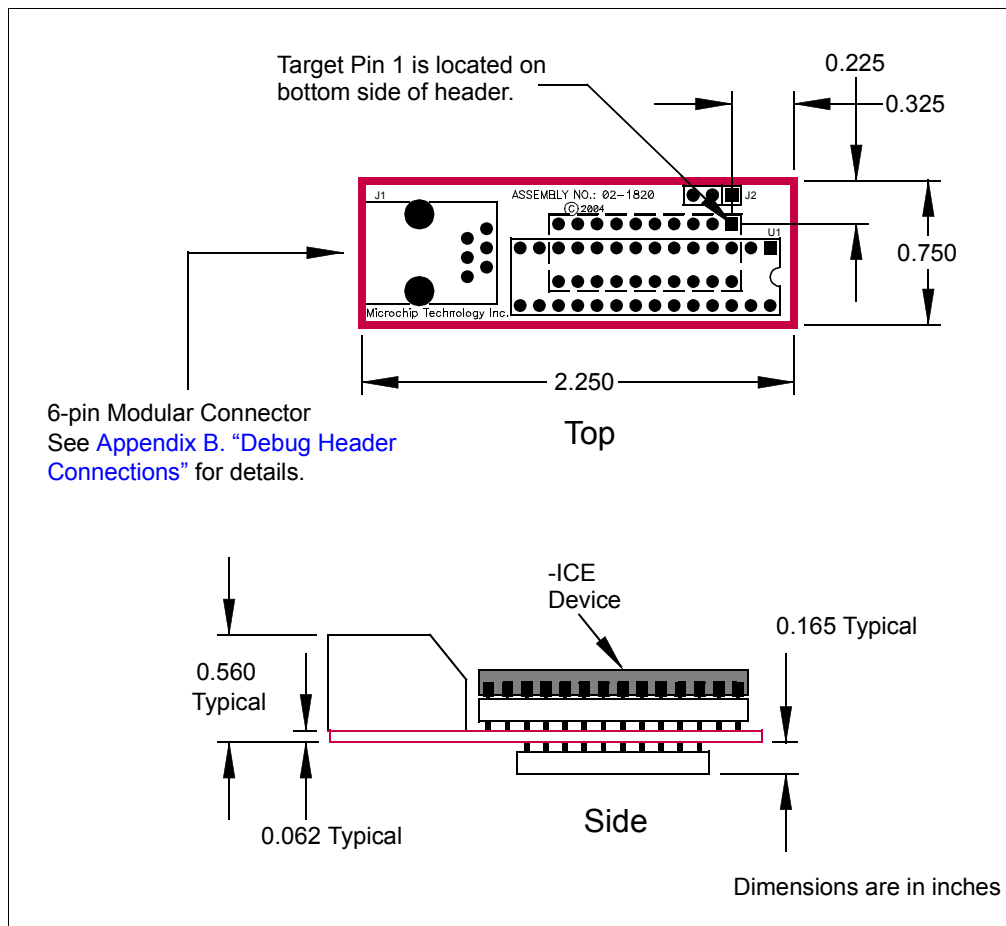 Target Pin 1 is located on
bottom side of header.
0.225
0.325
J1
ASSEMBLY NO.: 02-1820
© 2004
J2
U1
0.750
Microchip Technology Inc.
2.250
6-pin Modular Connector
See Appendix B. “Debug Header
Connections” for details.
Top
-ICE
Device
0.165 Typical
0.560
Typical
0.062 Typical
Side
Dimensions are in inches